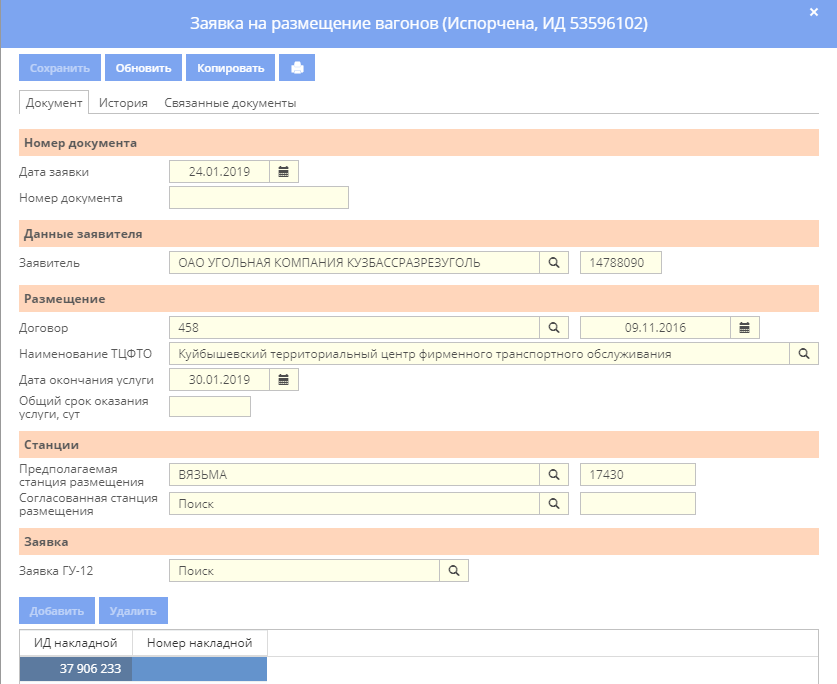 Заявка на размещение вагонов (Испорчена, ИД 53596102)
×
Сохранить Обновить Копировать
Документ История Связанные документы
Номер документа
Дата заявки 24.01.2019
Номер документа
Данные заявителя
Заявитель ОАО УГОЛЬНАЯ КОМПАНИЯ КУЗБАССРАЗРЕЗУГОЛЬ 14788090
Размещение
Договор 458 09.11.2016
Наименование ТЦФТО Куйбышевский территориальный центр фирменного транспортного обслуживания
Дата окончания услуги 30.01.2019
Общий срок оказания
услуги, сут
Станции
Предполагаемая
станция размещения ВЯЗЬМА 17430
Согласованная станция
размещения Поиск
Заявка
Заявка ГУ-12 Поиск
Добавить Удалить
ИД накладной Номер накладной
37 906 233